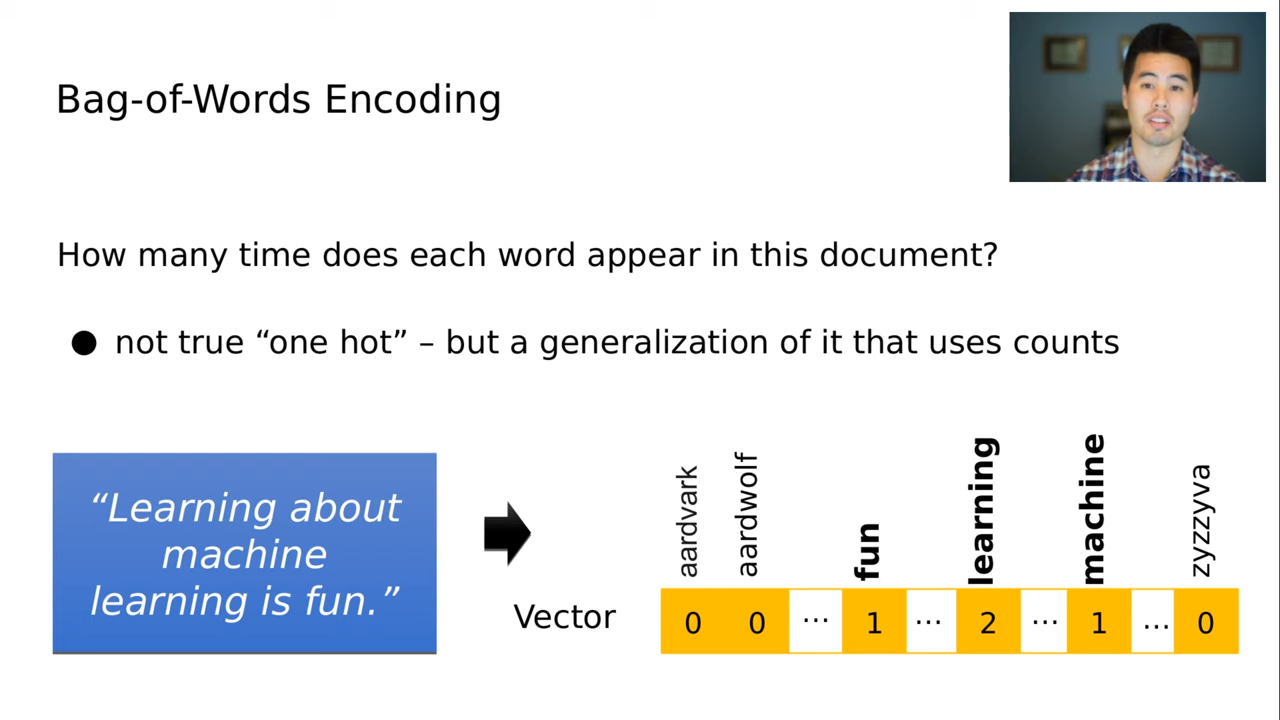 Bag-of-Words Encoding
How many time does each word appear in this document?
● not true “one hot” – but a generalization of it that uses counts
“Learning about
machine
learning is fun.”
aardvark aardwolf fun learning machine zyzzyva
Vector 0 0 ... 1 ... 2 ... 1 ... 0